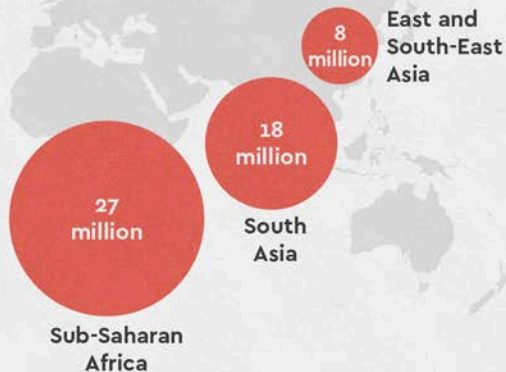 8
million
East and
South-East
Asia
18
million
South
Asia
27
million
Sub-Saharan
Africa